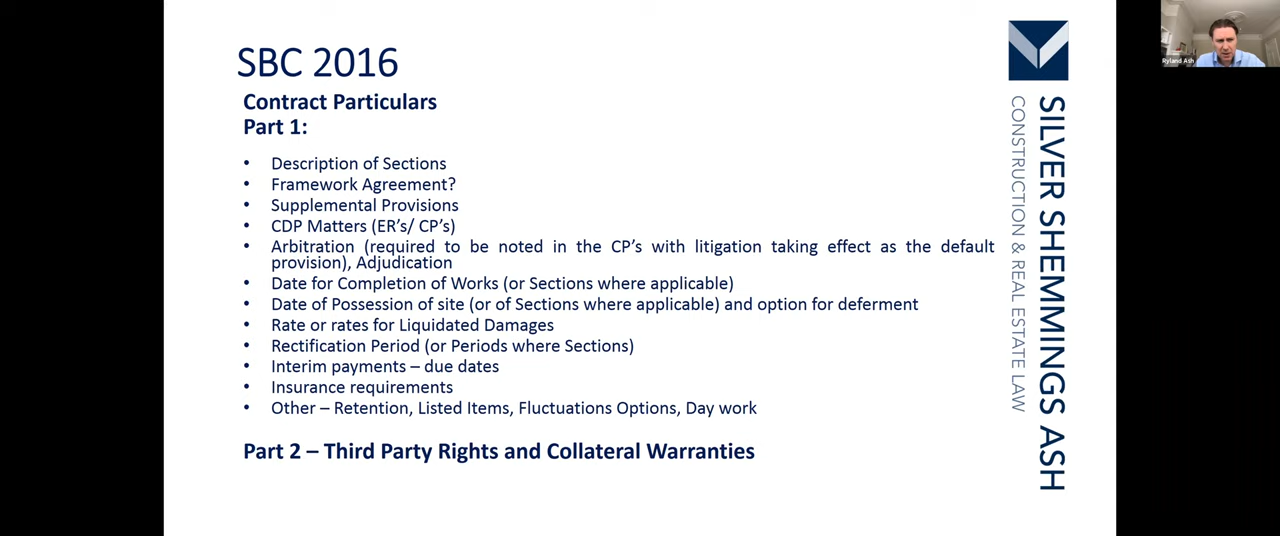 SBC 2016
Contract Particulars
Part 1:
• Description of Sections
• Framework Agreement?
• Supplemental Provisions
• CDP Matters (ER's/ CP's)
• Arbitration (required to be noted in the CP's with litigation taking effect as the default
provision), Adjudication
• Date for Completion of Works (or Sections where applicable)
• Date of Possession of site (or of Sections where applicable) and option for deferment
• Rate or rates for Liquidated Damages
• Rectification Period (or Periods where Sections)
• Interim payments – due dates
• Insurance requirements
• Other – Retention, Listed Items, Fluctuations Options, Day work
Part 2 – Third Party Rights and Collateral Warranties
SILVER SHEMMINGS ASH
CONSTRUCTION & REAL ESTATE LAW
Ryland Ash